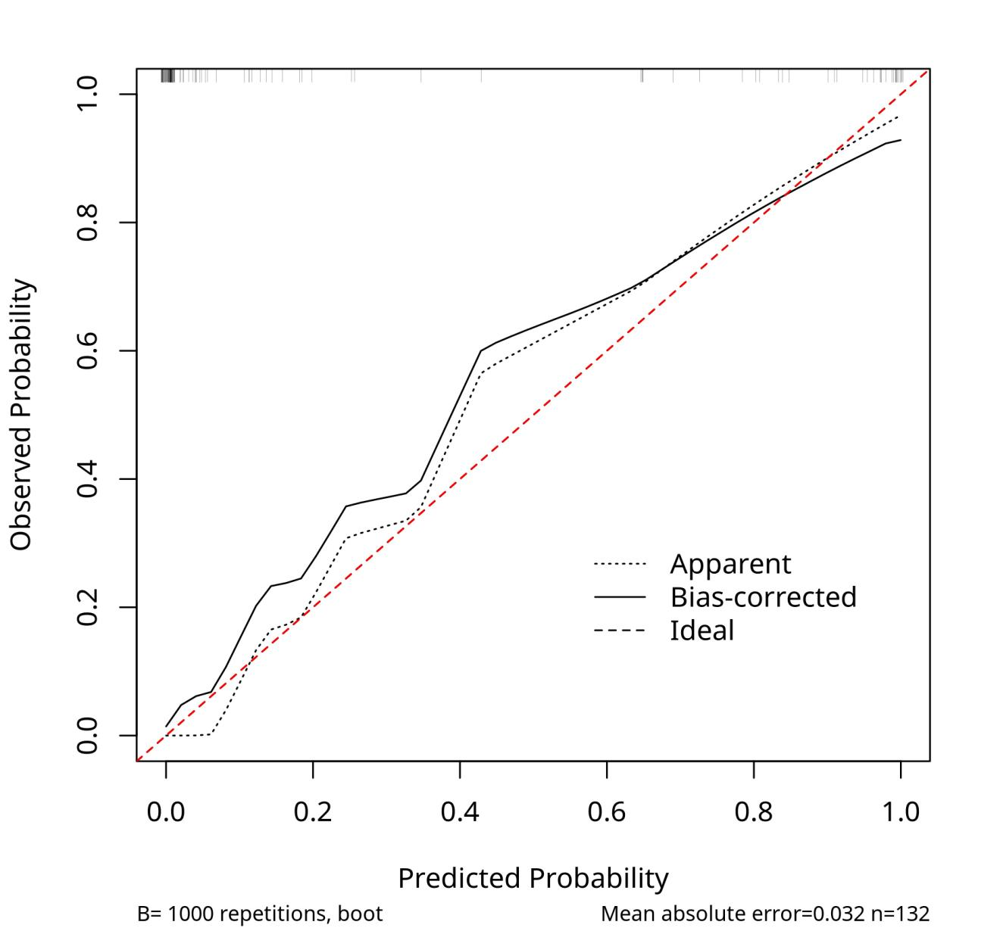 1.0
0.8
0.6
0.4
0.2
0.0
Observed Probability
Apparent
Bias-corrected
Ideal
0.0 0.2 0.4 0.6 0.8 1.0
Predicted Probability
B= 1000 repetitions, boot
Mean absolute error=0.032 n=132